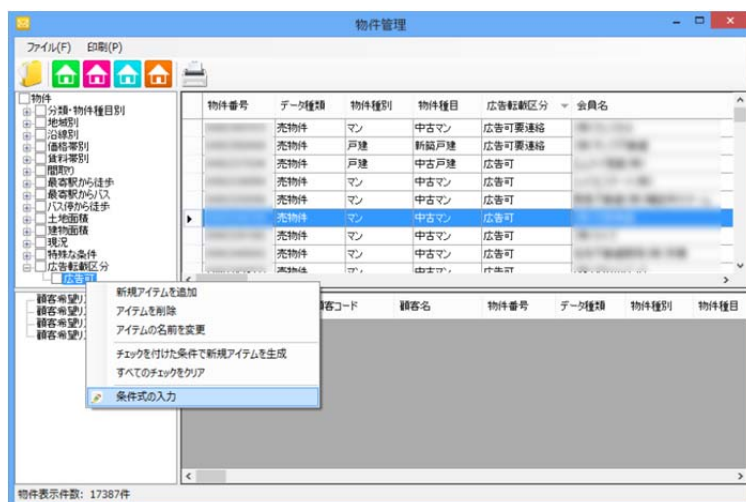 物件管理
ファイル(F) 印刷(P)
物件
分類・物件種目別
地域別
沿線別
価格帯別
賃料帯別
間取り
最寄駅から徒歩
最寄駅からバス
バス停から徒歩
土地面積
建物面積
現況
特殊な条件
広告転載区分
広告可
物件番号 データ種類 物件種別 物件種目 広告転載区分 会員名
売物件 マン 中古マン 広告可要連絡
売物件 戸建 新築戸建 広告可要連絡
売物件 戸建 中古戸建 広告可
売物件 マン 中古マン 広告可
売物件 マン 中古マン 広告可
売物件 マン 中古マン 広告可
売物件 マン 中古マン 広告可
売物件 マン 中古マン 広告可
売物件 マン 中古マン 広告可
顧客希望リ
顧客希望リ
顧客希望リ
顧客希望リ
新規アイテムを追加
アイテムを削除
アイテムの名前を変更
チェックを付けた条件で新規アイテムを生成
すべてのチェックをクリア
条件式の入力
客コード 顧客名 物件番号 データ種類 物件種別 物件種目
物件表示件数: 17387件